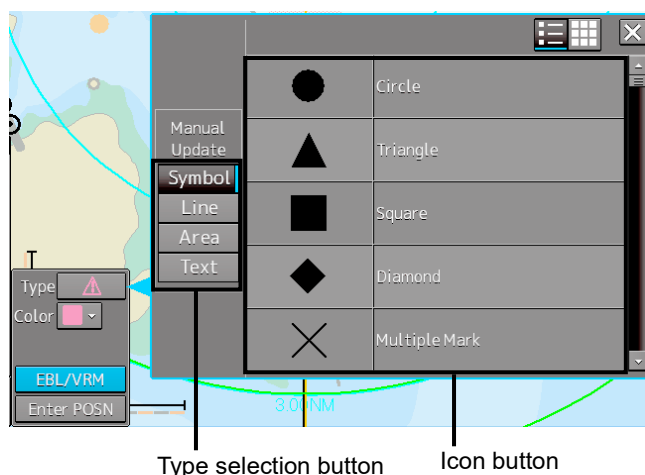 Circle
Manual
Update
Triangle
Symbol
Line
Square
Area
Text
Diamond
Type
Color
Multiple Mark
EBL/VRM
Enter POSN
3.00NM
Type selection button
Icon button